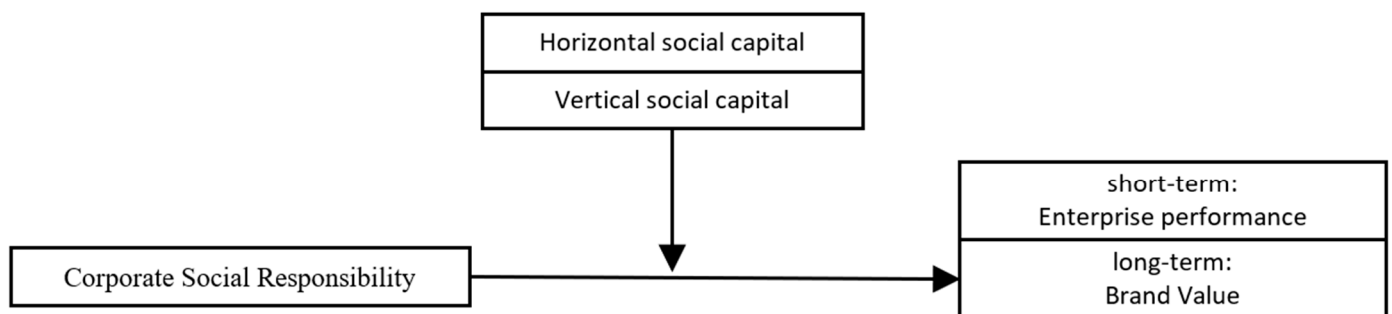 Horizontal social capital
Vertical social capital
short-term:
Enterprise performance
Corporate Social Responsibility
long-term:
Brand Value